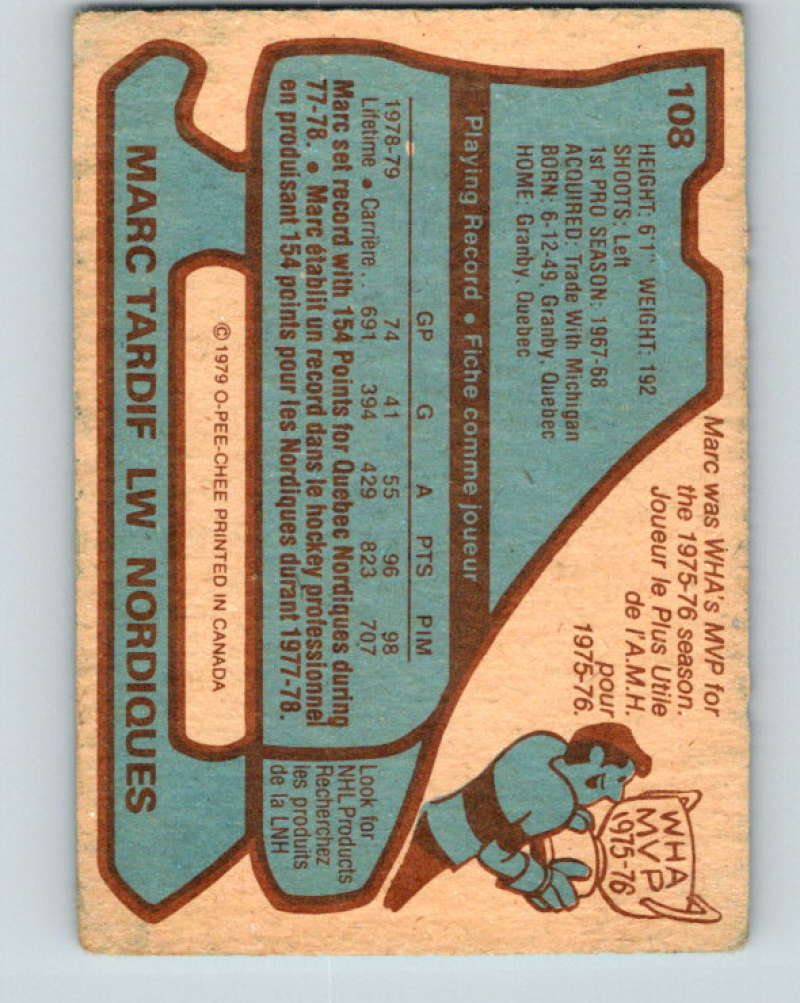 108
HEIGHT: 6'1" WEIGHT: 192
SHOOTS: Left
1st PRO SEASON: 1967-68
ACQUIRED: Trade With Michigan
BORN: 6-12-49, Granby, Quebec
HOME: Granby, Quebec
Marc was WHA's MVP for
the 1975-76 season.
Joueur le Plus Utile
de l'A.M.H.
pour
1975-76.
WHA
MVP
1975-76
Playing Record • Fiche comme joueur
GP G A PTS PIM
1978-79 74 41 55 96 98
Lifetime • Carrière .. 691 394 429 823 707
Marc set record with 154 Points for Quebec Nordiques during
77-78. • Marc établit un record dans le hockey professionnel
en produisant 154 points pour les Nordiques durant 1977-78.
Look for
NHL Products
Recherchez
les produits
de la LNH
© 1979 O-PEE-CHEE PRINTED IN CANADA
MARC TARDIF LW NORDIQUES